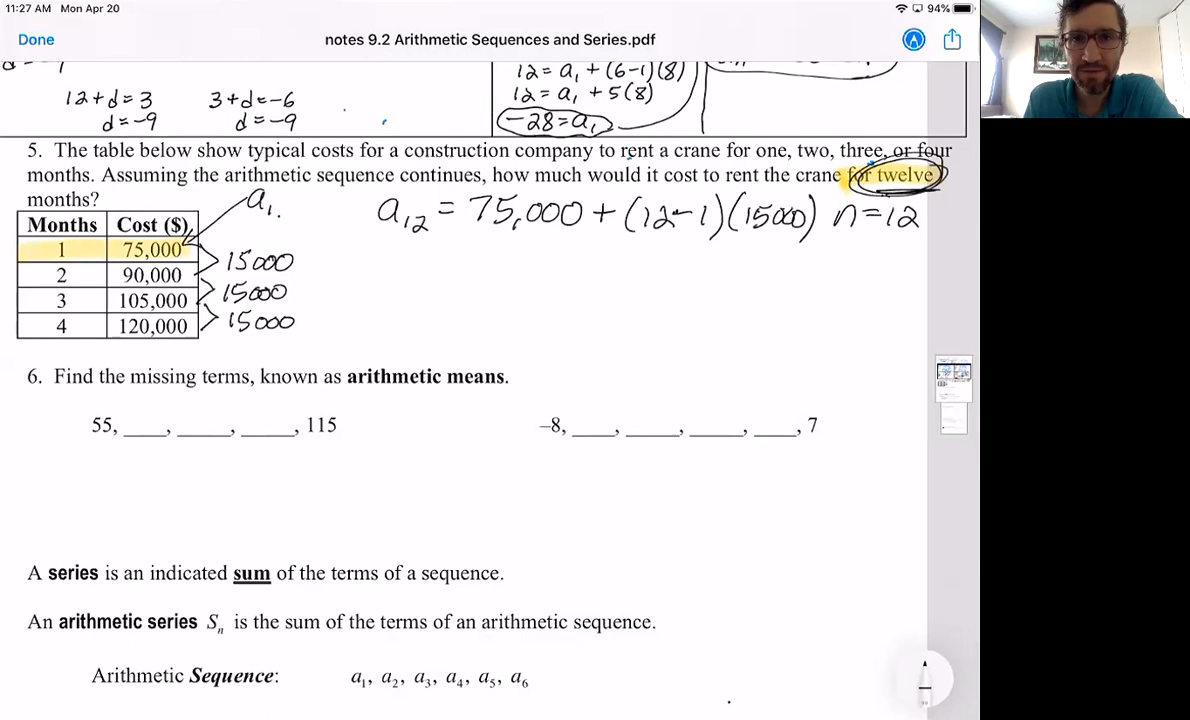 11:27 AM Mon Apr 20
94%
Done
notes 9.2 Arithmetic Sequences and Series.pdf
12+d=3
d=-9
3+d=-6
d=-9
12 = a₁ + (6-1)(8)
12 = a₁ + 5(8)
-28=a₁
5. The table below show typical costs for a construction company to rent a crane for one, two, three, or four
months. Assuming the arithmetic sequence continues, how much would it cost to rent the crane for twelve
months?
a₁.
a₁₂ = 75,000 + (12-1)(15000) n=12
Months Cost ($)
1 75,000
2 90,000
3 105,000
4 120,000
15000
15000
15000
6. Find the missing terms, known as arithmetic means.
55, ____, ____, ____, 115
–8, ____, ____, ____, ____, 7
A series is an indicated sum of the terms of a sequence.
An arithmetic series Sₙ is the sum of the terms of an arithmetic sequence.
Arithmetic Sequence: a₁, a₂, a₃, a₄, a₅, a₆